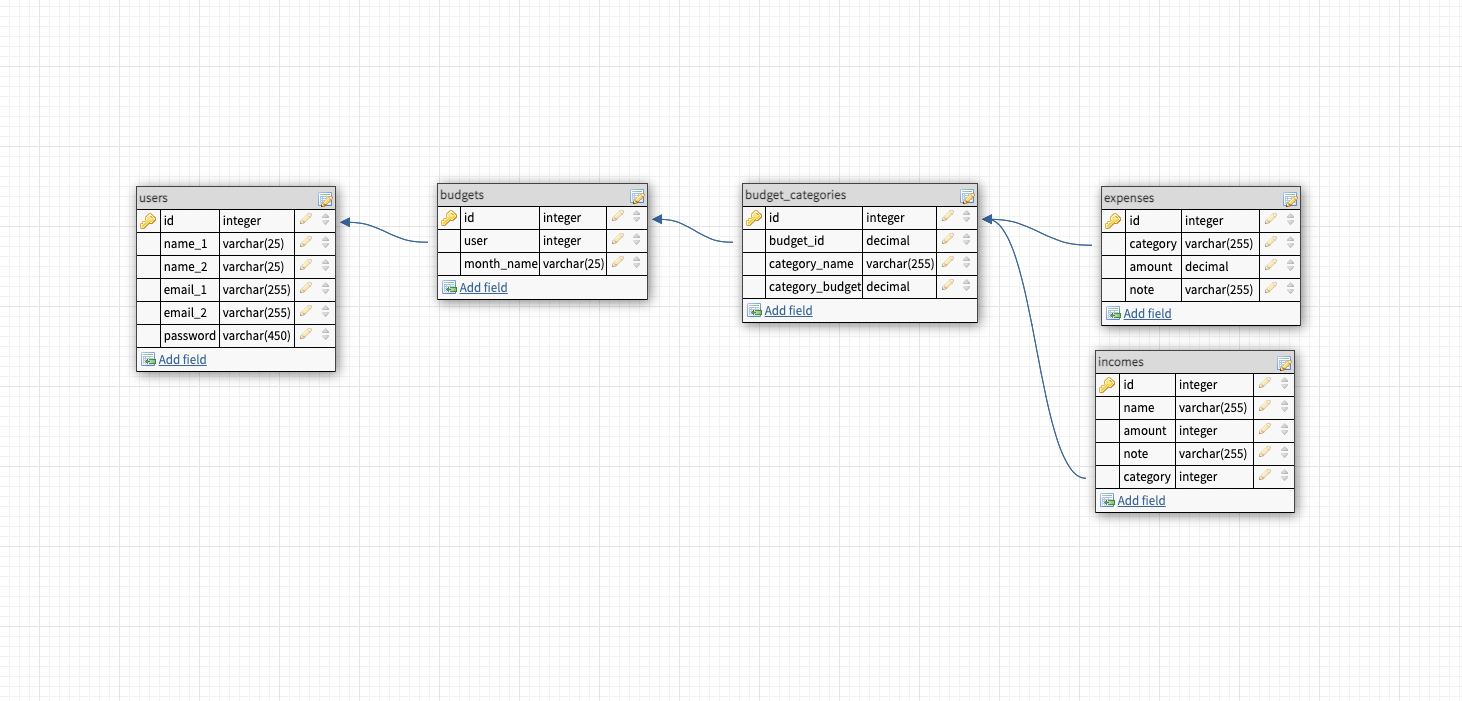 users
id integer
name_1 varchar(25)
name_2 varchar(25)
email_1 varchar(255)
email_2 varchar(255)
password varchar(450)
Add field
budgets
id integer
user integer
month_name varchar(25)
Add field
budget_categories
id integer
budget_id decimal
category_name varchar(255)
category_budget decimal
Add field
expenses
id integer
category varchar(255)
amount decimal
note varchar(255)
Add field
incomes
id integer
name varchar(255)
amount integer
note varchar(255)
category integer
Add field